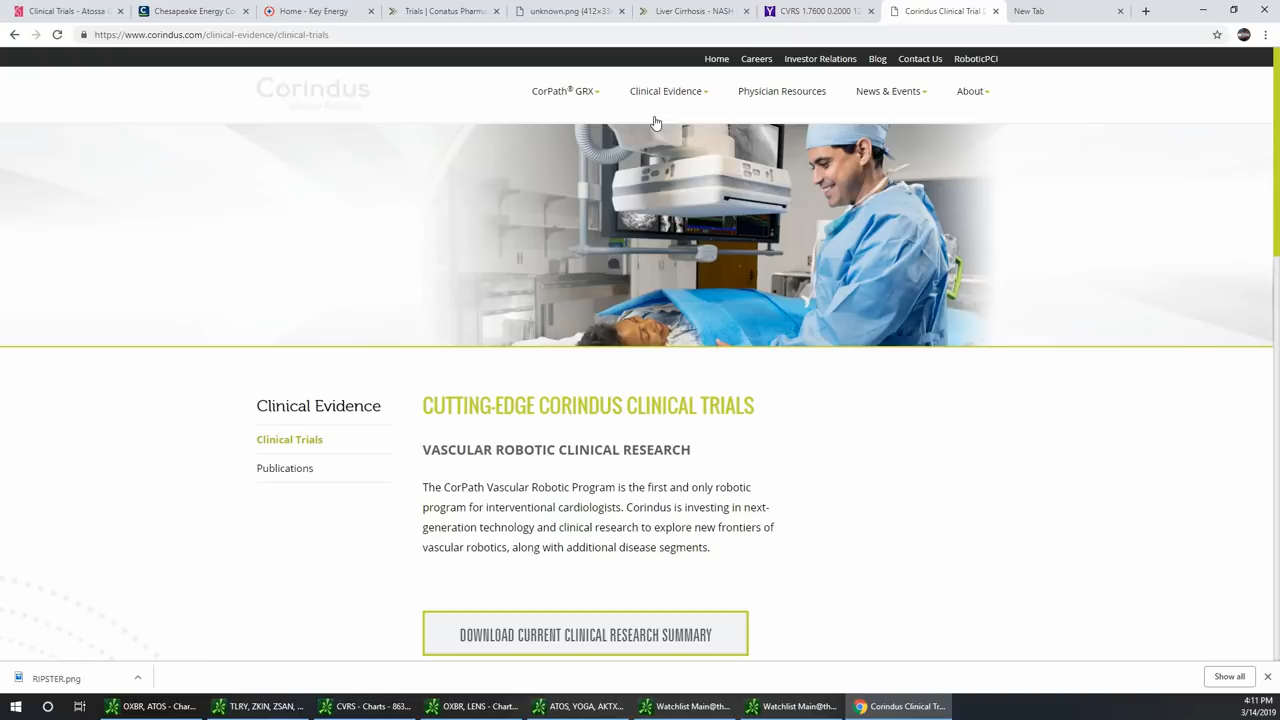 Clinical Trials - Atossa G
Chesapeake Energy Co
Home - Key Energy
Trials | Conatus Pharma
unknown.png (412×33
Liver Cirrhosis - NASH
CVRS 1.7600 0.2000 12
Corindus Clinical Trial D
New Tab
https://www.corindus.com/clinical-evidence/clinical-trials
Home Careers Investor Relations Blog Contact Us RoboticPCI
Corindus
CorPath® GRX Clinical Evidence Physician Resources News & Events About
Clinical Evidence
Clinical Trials
Publications
CUTTING-EDGE CORINDUS CLINICAL TRIALS
VASCULAR ROBOTIC CLINICAL RESEARCH
The CorPath Vascular Robotic Program is the first and only robotic
program for interventional cardiologists. Corindus is investing in next-
generation technology and clinical research to explore new frontiers of
vascular robotics, along with additional disease segments.
DOWNLOAD CURRENT CLINICAL RESEARCH SUMMARY
RIPSTER.png
Show all
OXBR, ATOS - Char...
TLRY, ZKIN, ZSAN, ...
CVRS - Charts - 863...
OXBR, LENS - Chart...
ATOS, YOGA, AKTX...
Watchlist Main@th...
Watchlist Main@th...
Corindus Clinical Tr...
4:11 PM
3/14/2019